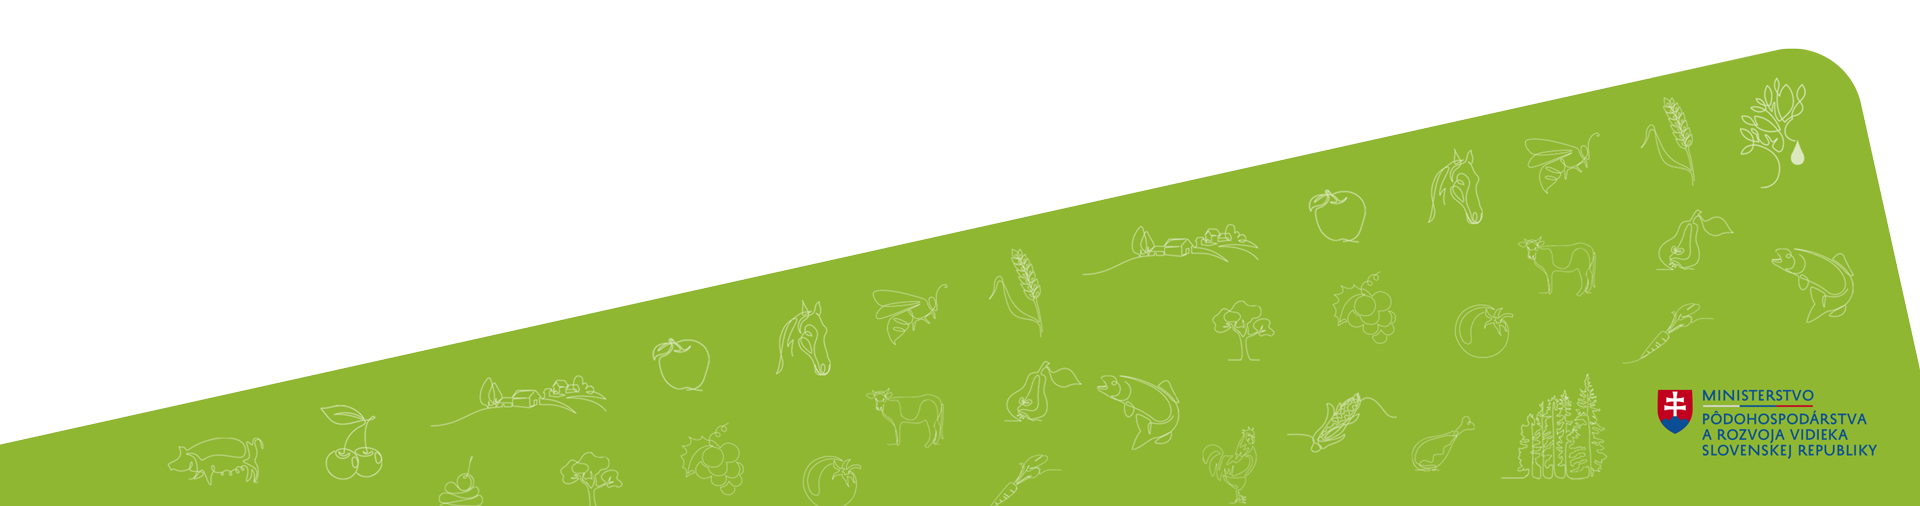 MINISTERSTVO
PÔDOHOSPODÁRSTVA
A ROZVOJA VIDIEKA
SLOVENSKEJ REPUBLIKY